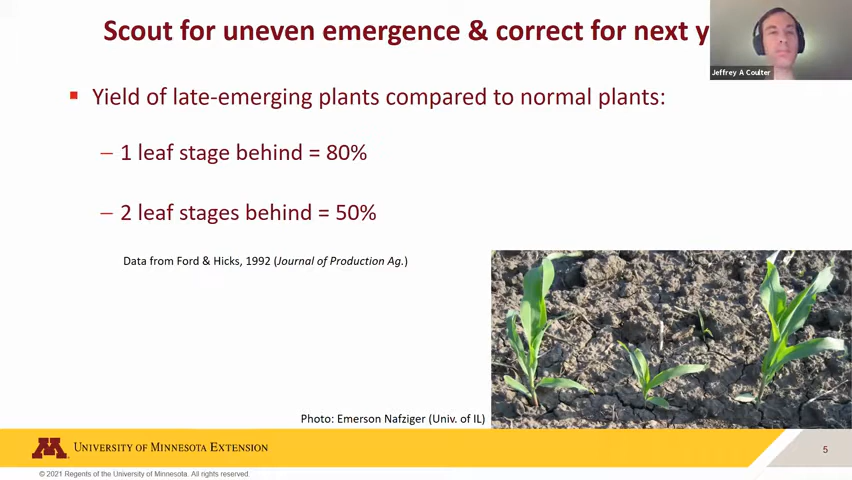 Scout for uneven emergence & correct for next y
Jeffrey A Coulter
▪ Yield of late-emerging plants compared to normal plants:
– 1 leaf stage behind = 80%
– 2 leaf stages behind = 50%
Data from Ford & Hicks, 1992 (Journal of Production Ag.)
Photo: Emerson Nafziger (Univ. of IL)
M UNIVERSITY OF MINNESOTA EXTENSION
5
© 2021 Regents of the University of Minnesota. All rights reserved.